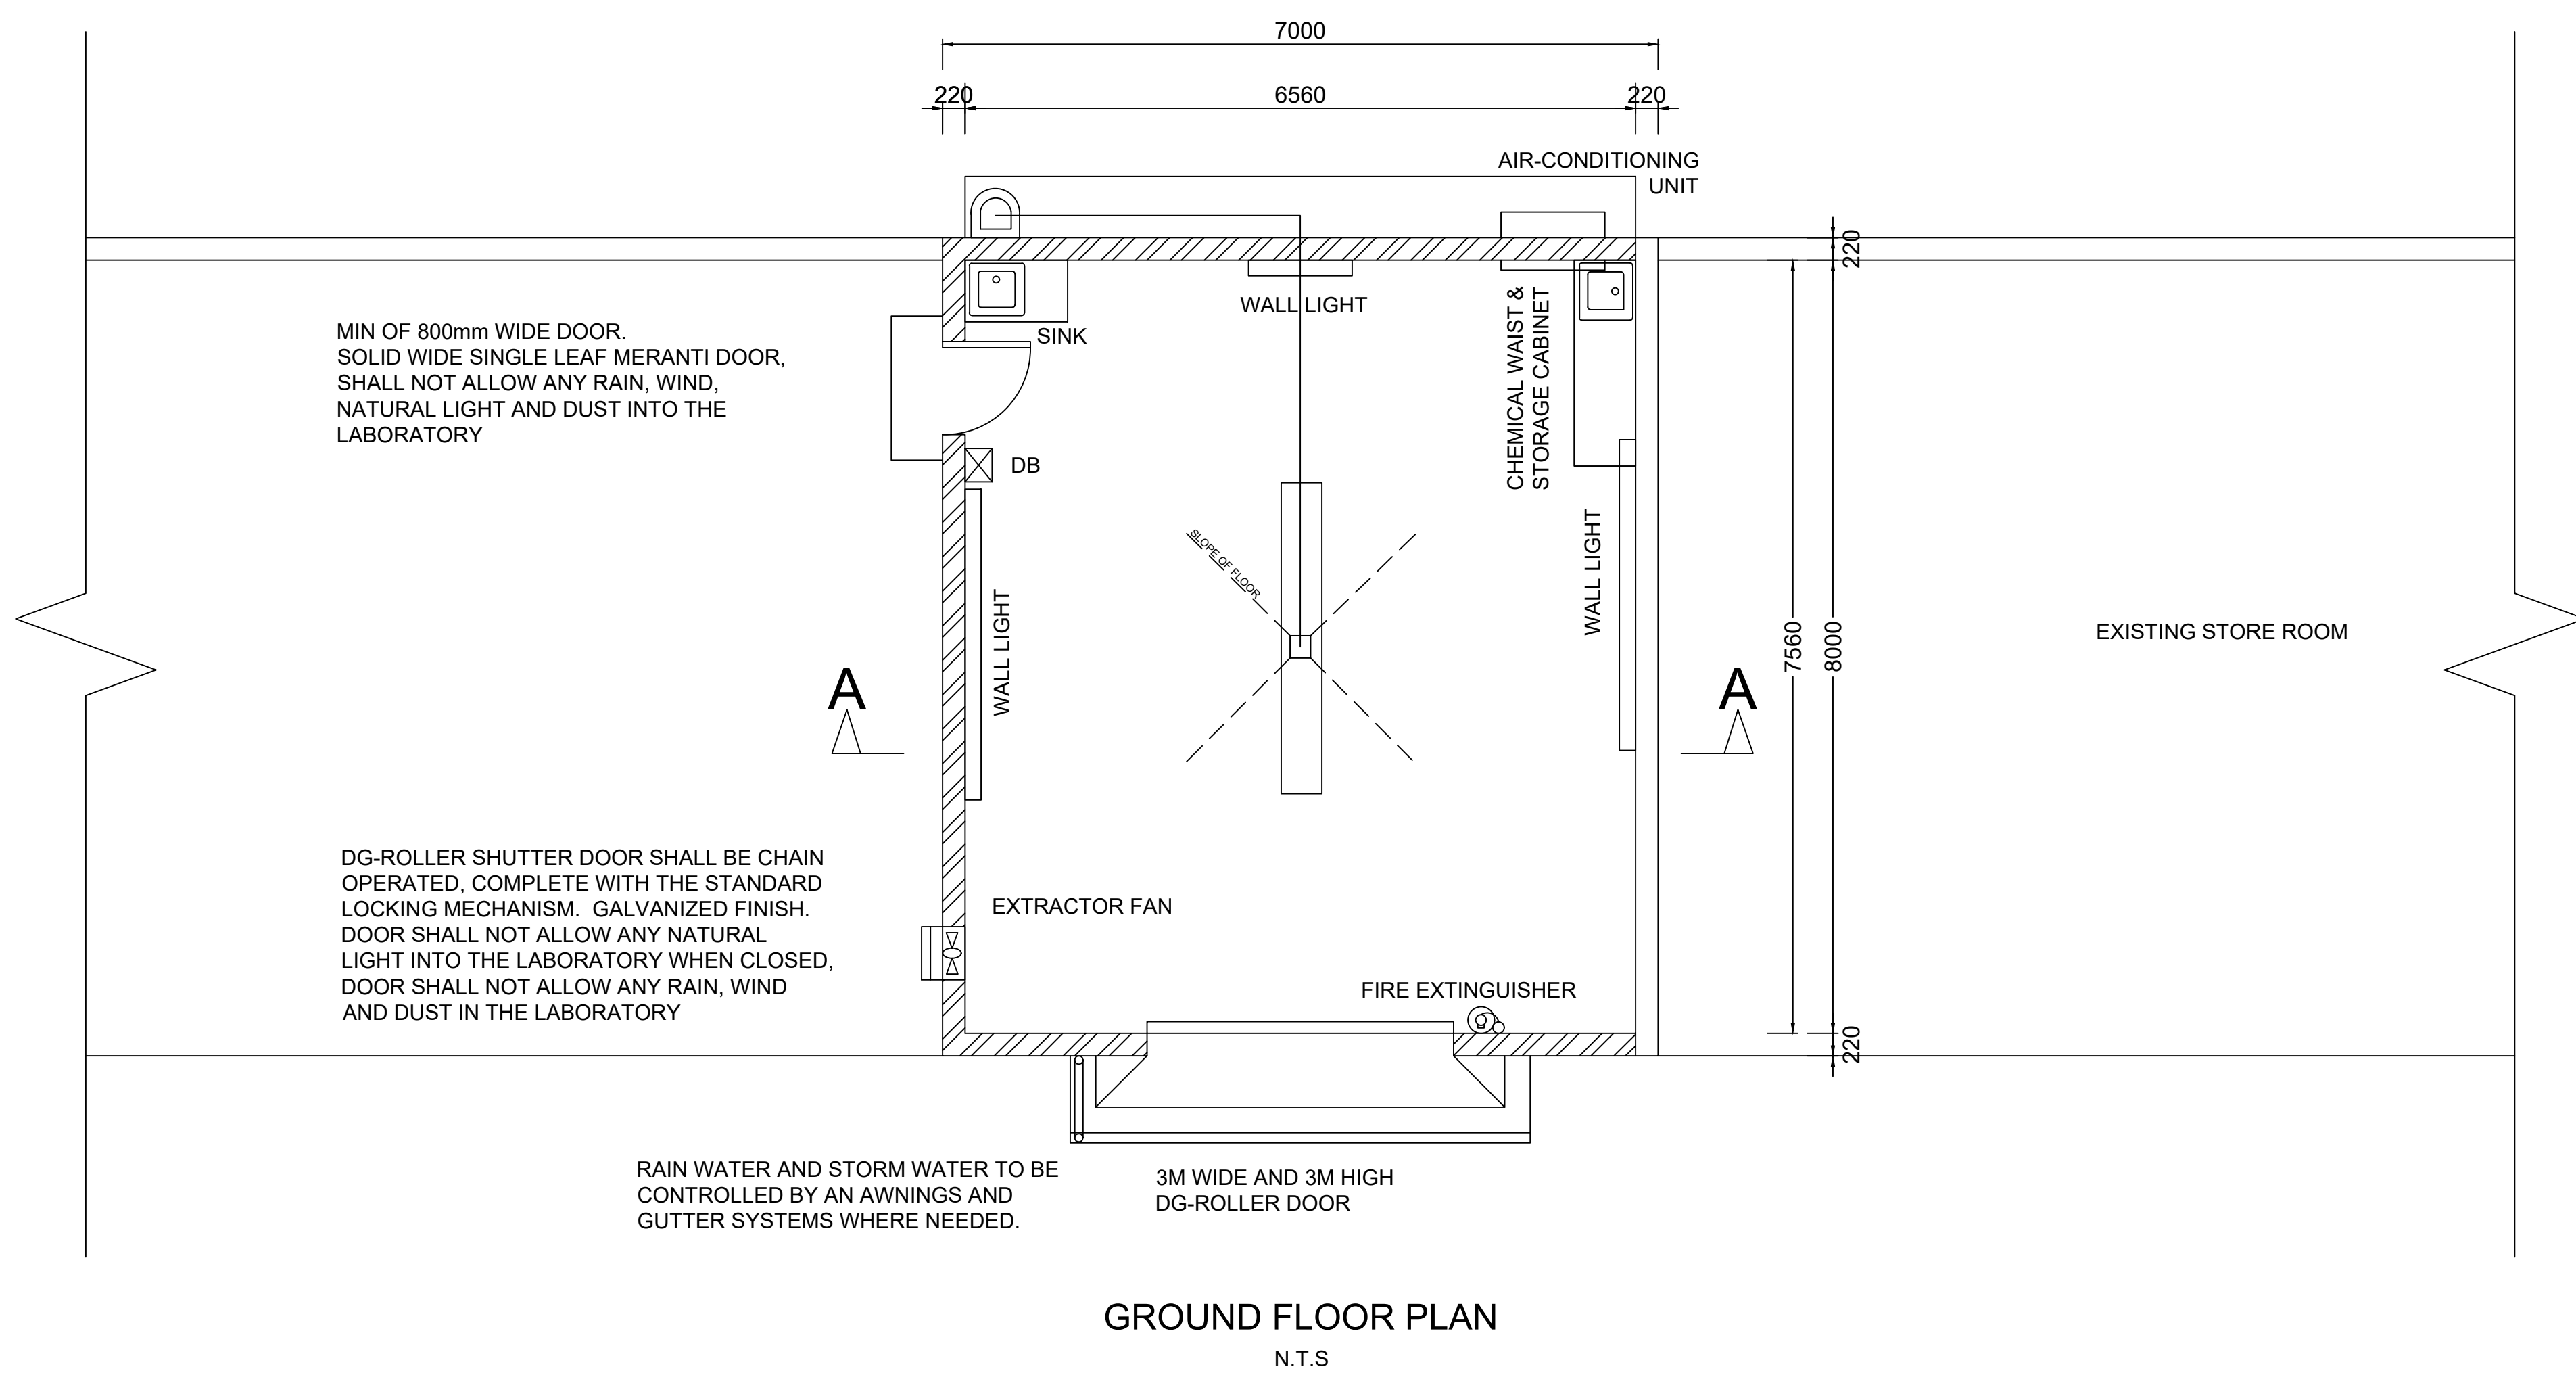 7000
220
6560
220
AIR-CONDITIONING
UNIT
220
MIN OF 800mm WIDE DOOR.
SOLID WIDE SINGLE LEAF MERANTI DOOR,
SHALL NOT ALLOW ANY RAIN, WIND,
NATURAL LIGHT AND DUST INTO THE
LABORATORY
SINK
WALL LIGHT
CHEMICAL WAIST &
STORAGE CABINET
DB
SLOPE OF FLOOR
WALL LIGHT
WALL LIGHT
7560
8000
EXISTING STORE ROOM
A
A
DG-ROLLER SHUTTER DOOR SHALL BE CHAIN
OPERATED, COMPLETE WITH THE STANDARD
LOCKING MECHANISM. GALVANIZED FINISH.
DOOR SHALL NOT ALLOW ANY NATURAL
LIGHT INTO THE LABORATORY WHEN CLOSED,
DOOR SHALL NOT ALLOW ANY RAIN, WIND
AND DUST IN THE LABORATORY
EXTRACTOR FAN
FIRE EXTINGUISHER
220
RAIN WATER AND STORM WATER TO BE
CONTROLLED BY AN AWNINGS AND
GUTTER SYSTEMS WHERE NEEDED.
3M WIDE AND 3M HIGH
DG-ROLLER DOOR
GROUND FLOOR PLAN
N.T.S